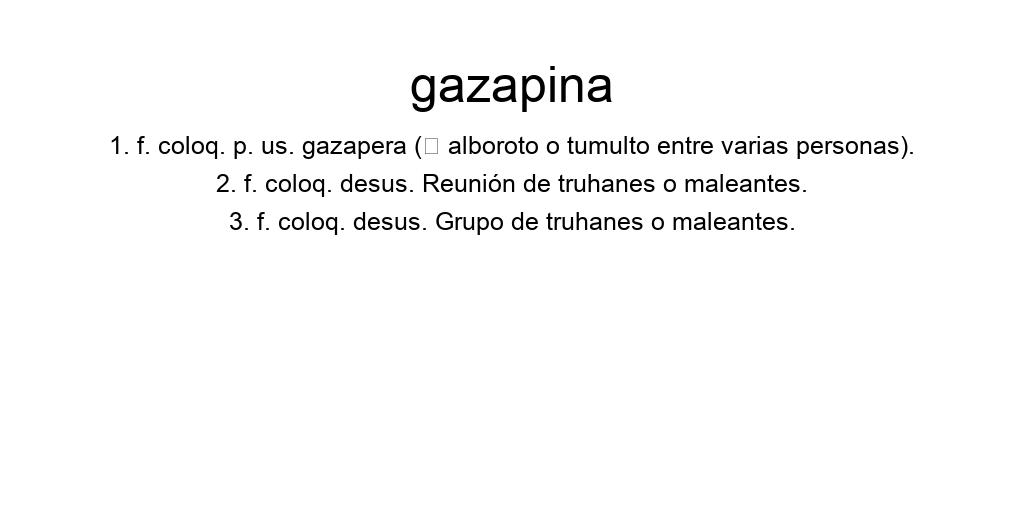 gazapina
1. f. coloq. p. us. gazapera (□ alboroto o tumulto entre varias personas).
2. f. coloq. desus. Reunión de truhanes o maleantes.
3. f. coloq. desus. Grupo de truhanes o maleantes.